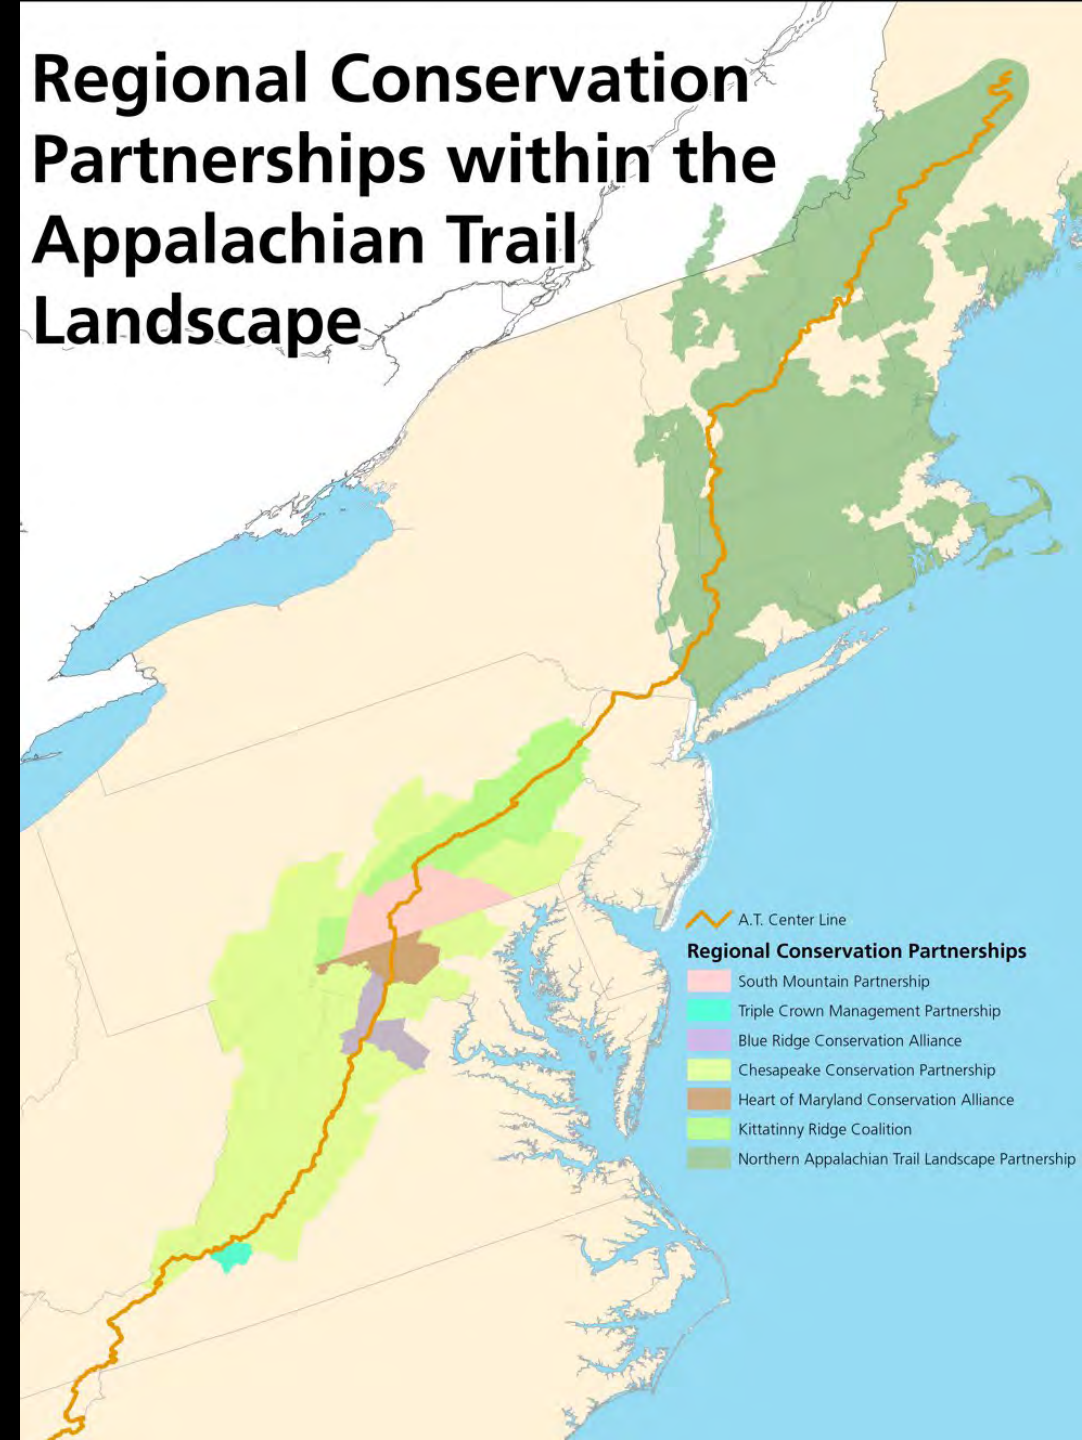 Regional Conservation
Partnerships within the
Appalachian Trail
Landscape
A.T. Center Line
Regional Conservation Partnerships
South Mountain Partnership
Triple Crown Management Partnership
Blue Ridge Conservation Alliance
Chesapeake Conservation Partnership
Heart of Maryland Conservation Alliance
Kittatinny Ridge Coalition
Northern Appalachian Trail Landscape Partnership